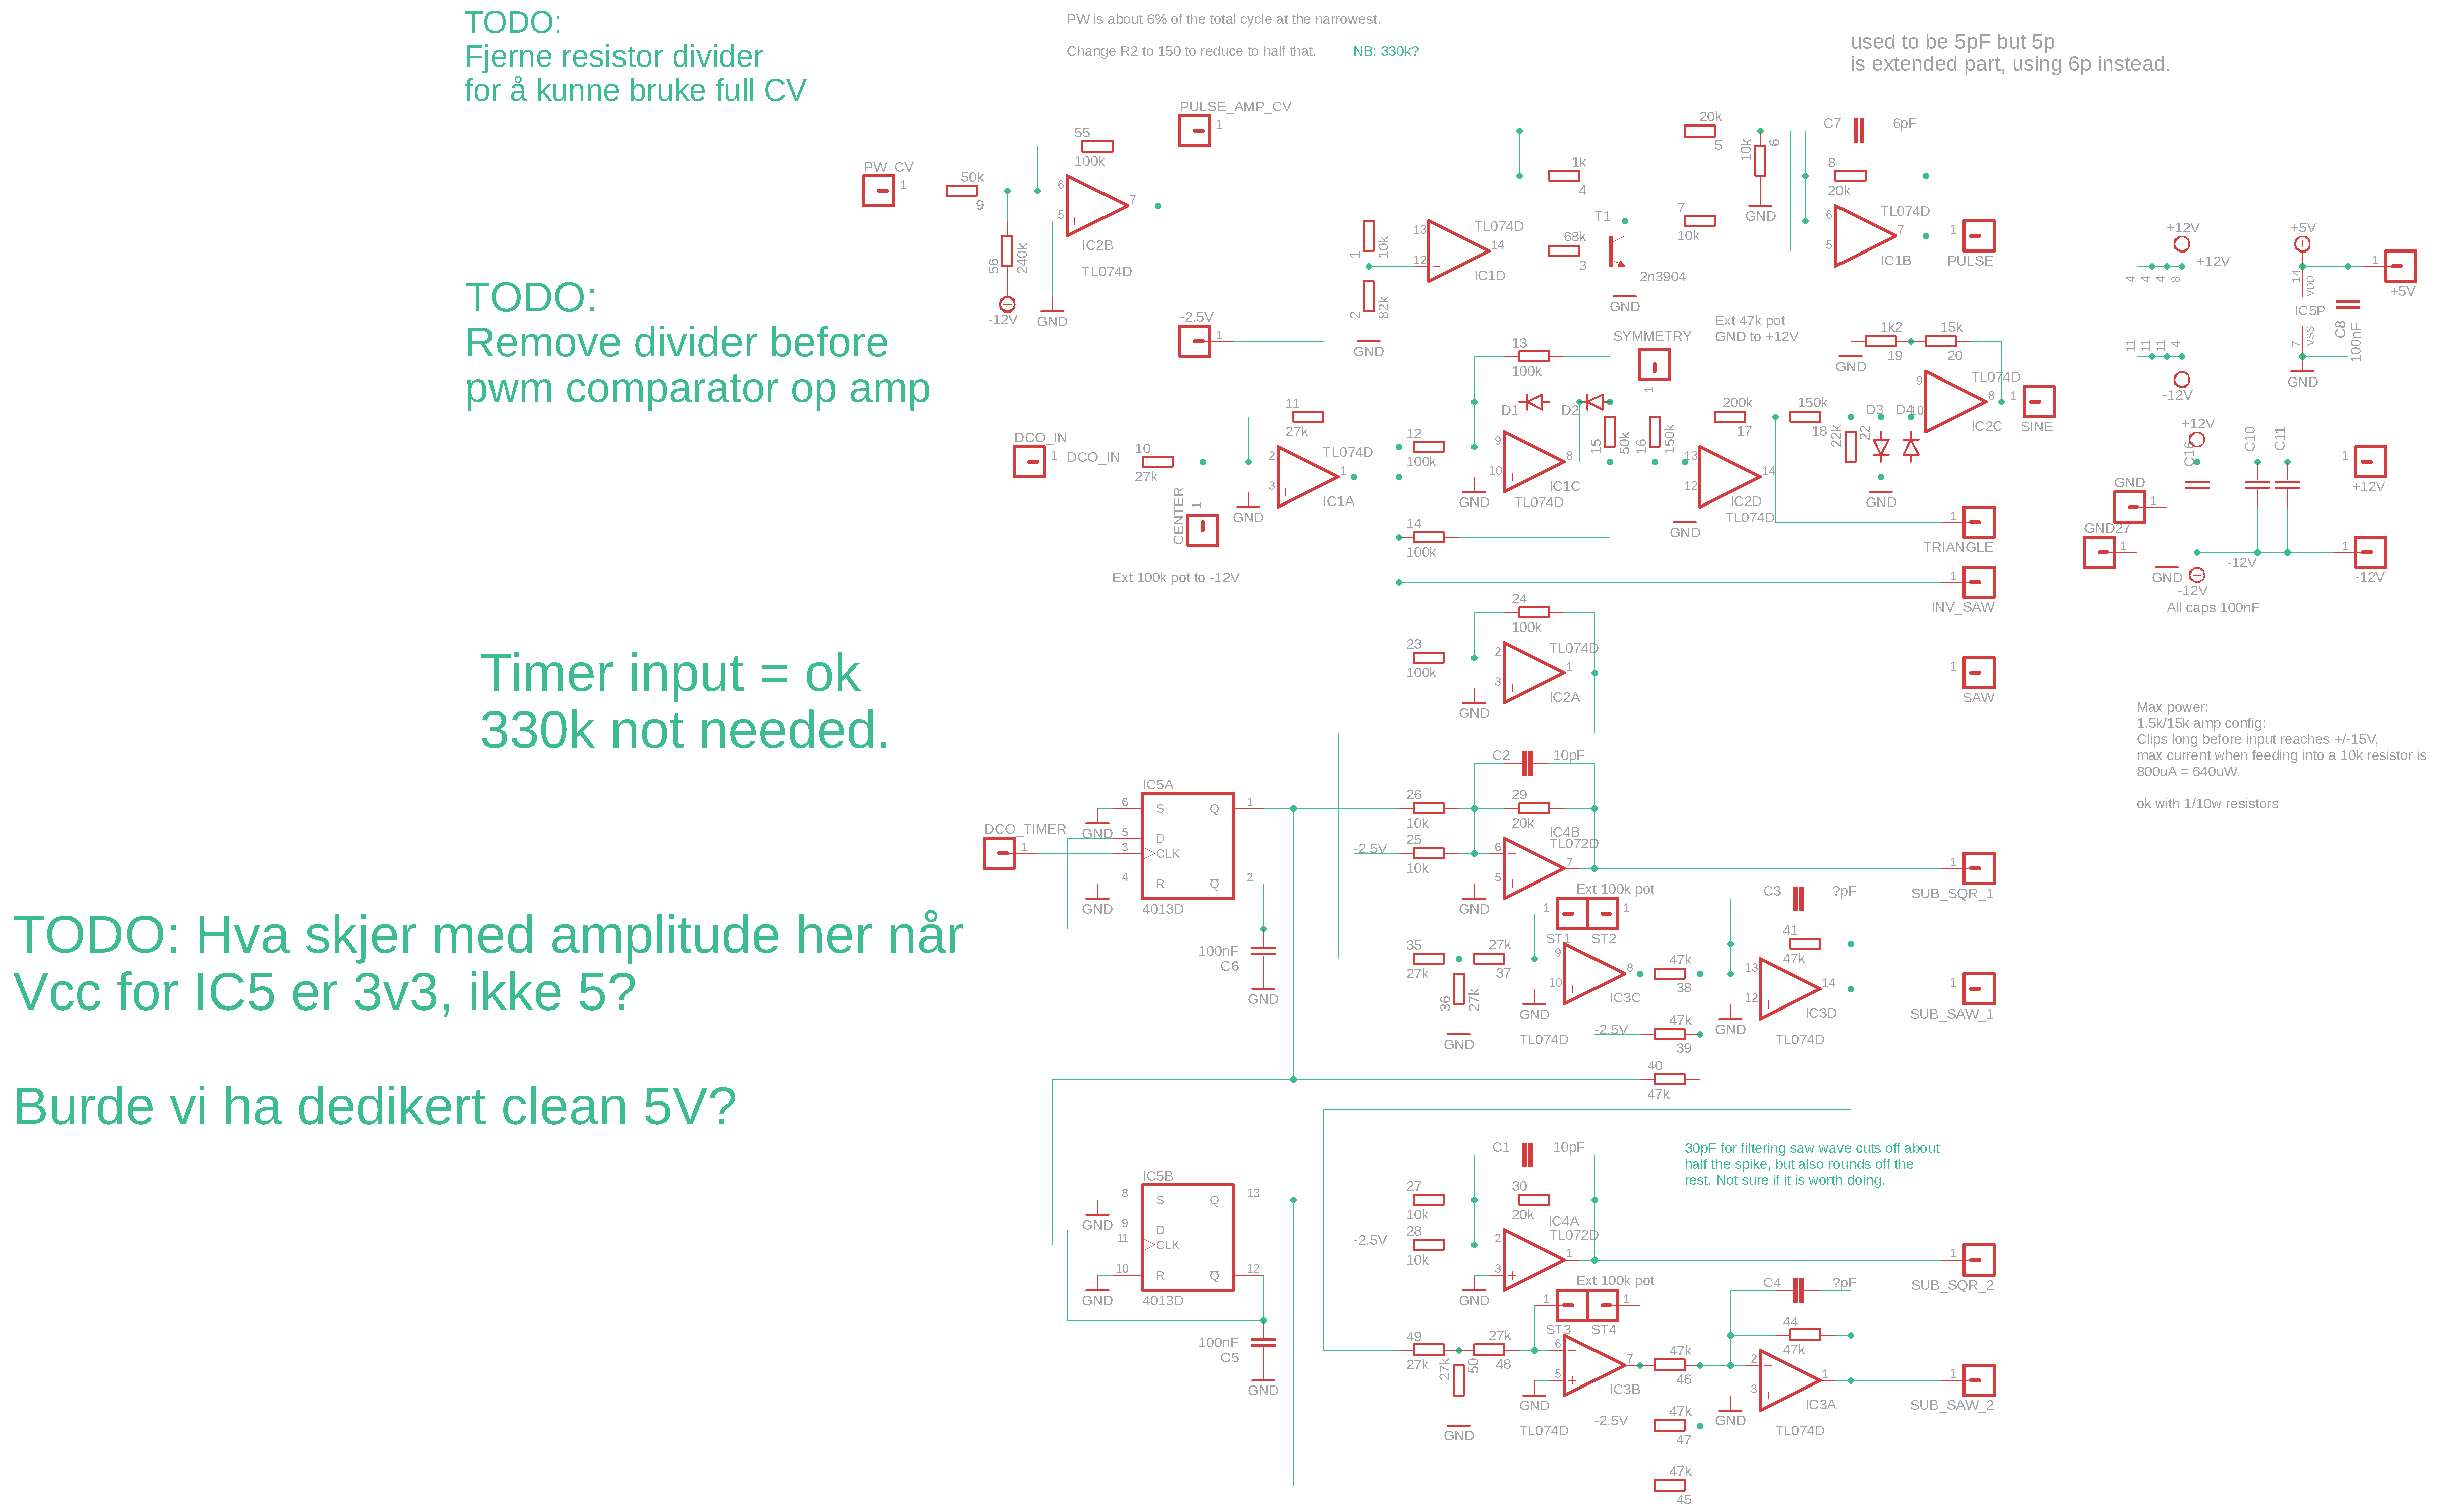 TODO:
Fjerne resistor divider
for å kunne bruke full CV
PW is about 6% of the total cycle at the narrowest.
Change R2 to 150 to reduce to half that. NB: 330k?
used to be 5pF but 5p
is extended part, using 6p instead.
PULSE_AMP_CV
1
20k
5
10k
6
GND
C7 6pF
8
20k
55
100k
PW_CV
1
50k
9
6
5
7
IC2B
TL074D
56
240k
-12V
GND
1k
4
T1
7
10k
TL074D
6
5
7
IC1B
1
PULSE
1
10k
13
12
14
TL074D
IC1D
68k
3
2n3904
GND
2
82k
GND
-2.5V
1
+12V
+12V
4 4 4 8
11 11 11 4
-12V
+5V
14
VDD
IC5P
7
VSS
GND
C8
100nF
1
+5V
TODO:
Remove divider before
pwm comparator op amp
SYMMETRY
1
Ext 47k pot
GND to +12V
13
100k
D1 D2
1k2
19
GND
15k
20
TL074D
9
10
8
IC2C
1
SINE
DCO_IN
1
DCO_IN
10
27k
11
27k
TL074D
2
3
1
IC1A
GND
CENTER
1
Ext 100k pot to -12V
12
100k
9
10
8
IC1C
TL074D
GND
15
50k
16
150k
200k
17
13
12
14
IC2D
TL074D
GND
150k
18
22k
22
D3 D4
GND
14
100k
1
TRIANGLE
1
INV_SAW
+12V
C16
C10
C11
1
+12V
GND
1
GND27
1
GND
-12V
-12V
1
-12V
All caps 100nF
24
100k
23
100k
TL074D
2
3
1
IC2A
GND
1
SAW
Timer input = ok
330k not needed.
Max power:
1.5k/15k amp config:
Clips long before input reaches +/-15V,
max current when feeding into a 10k resistor is
800uA = 640uW.
ok with 1/10w resistors
C2 10pF
IC5A
6 S Q 1
GND
5 D
DCO_TIMER
1
3 CLK
4 R Q 2
GND
4013D
26
10k
29
20k
-2.5V
25
10k
IC4B
TL072D
6
5
7
GND
1
SUB_SQR_1
TODO: Hva skjer med amplitude her når
Vcc for IC5 er 3v3, ikke 5?
Burde vi ha dedikert clean 5V?
100nF
C6
GND
Ext 100k pot
1 1
ST1 ST2
35
27k
27k
37
36
27k
GND
9
10
8
IC3C
TL074D
GND
47k
38
-2.5V
47k
39
40
47k
C3 ?pF
41
47k
13
12
14
IC3D
TL074D
GND
1
SUB_SAW_1
30pF for filtering saw wave cuts off about
half the spike, but also rounds off the
rest. Not sure if it is worth doing.
C1 10pF
IC5B
8 S Q 13
GND
9 D
11 CLK
10 R Q 12
GND
4013D
27
10k
30
20k
-2.5V
28
10k
IC4A
TL072D
2
3
1
GND
1
SUB_SQR_2
100nF
C5
GND
Ext 100k pot
1 1
ST3 ST4
49
27k
27k
48
27k
50
GND
6
5
7
IC3B
TL074D
GND
47k
46
-2.5V
47k
47
47k
45
C4 ?pF
44
47k
2
3
1
IC3A
TL074D
GND
1
SUB_SAW_2